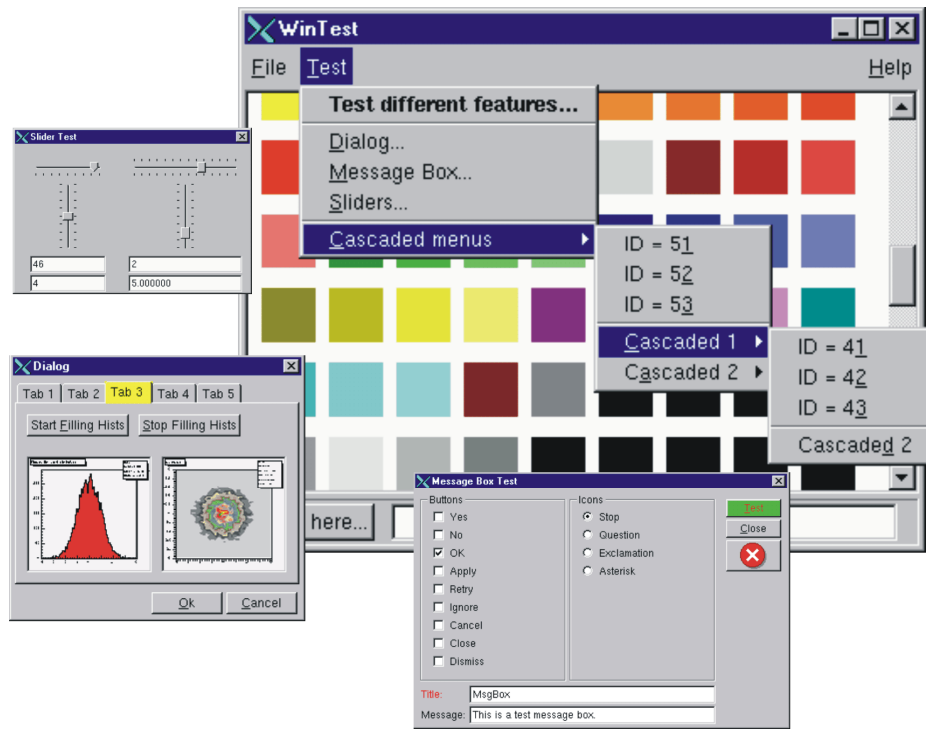 WinTest
File Test Help
Test different features...
Dialog...
Message Box...
Sliders...
Cascaded menus
ID = 51
ID = 52
ID = 53
Cascaded 1
Cascaded 2
ID = 41
ID = 42
ID = 43
Cascaded 2
here...
Slider Test
46 2
4 5.000000
Dialog
Tab 1 Tab 2 Tab 3 Tab 4 Tab 5
Start Filling Hists Stop Filling Hists
Ok Cancel
Message Box Test
Buttons
Yes
No
OK
Apply
Retry
Ignore
Cancel
Close
Dismiss
Icons
Stop
Question
Exclamation
Asterisk
Test
Close
Title: MsgBox
Message: This is a test message box.